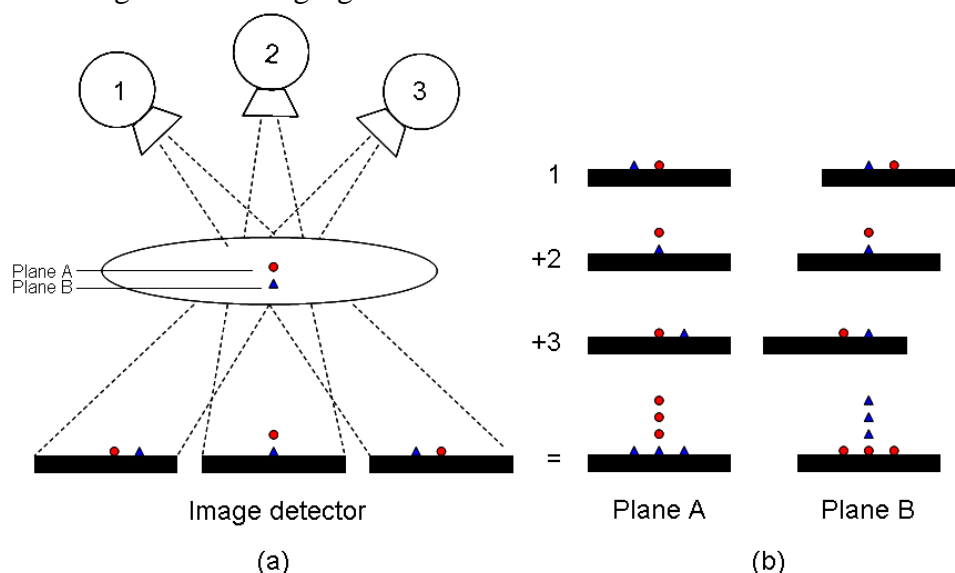 1
2
3
Plane A
Plane B
Image detector
(a)
1
+2
+3
=
Plane A
Plane B
(b)